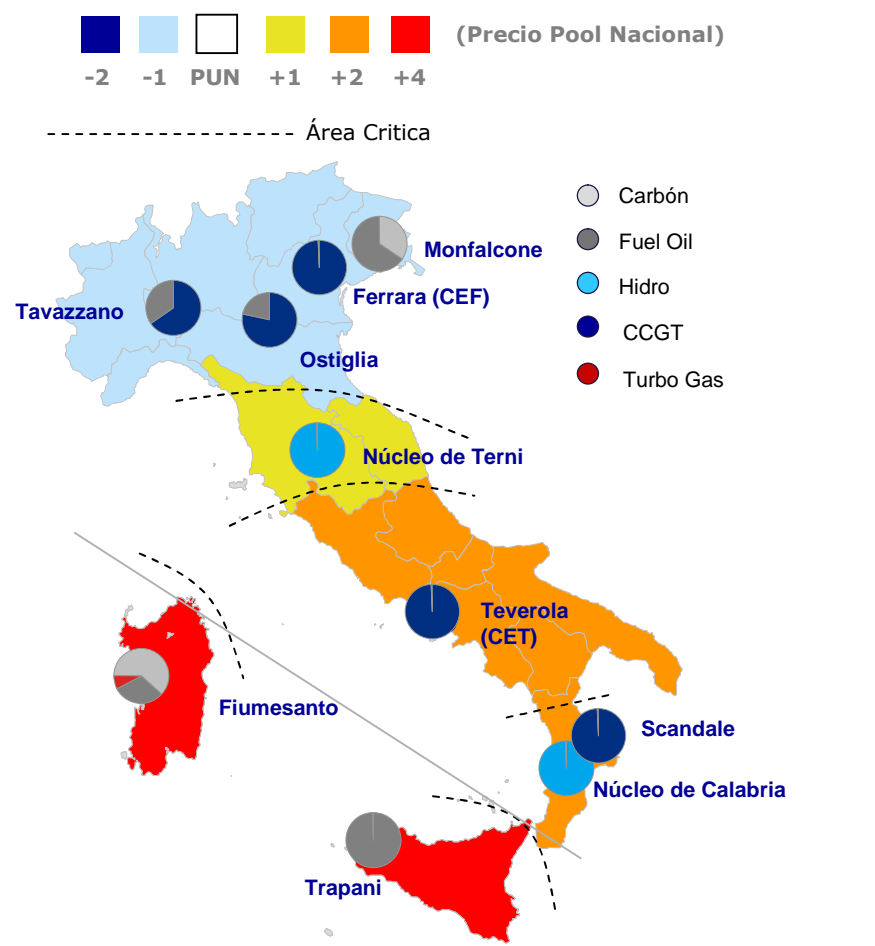 (Precio Pool Nacional)
-2 -1 PUN +1 +2 +4
Área Critica
Carbón
Fuel Oil
Hidro
CCGT
Turbo Gas
Monfalcone
Ferrara (CEF)
Tavazzano
Ostiglia
Núcleo de Terni
Teverola
(CET)
Fiumesanto
Scandale
Núcleo de Calabria
Trapani